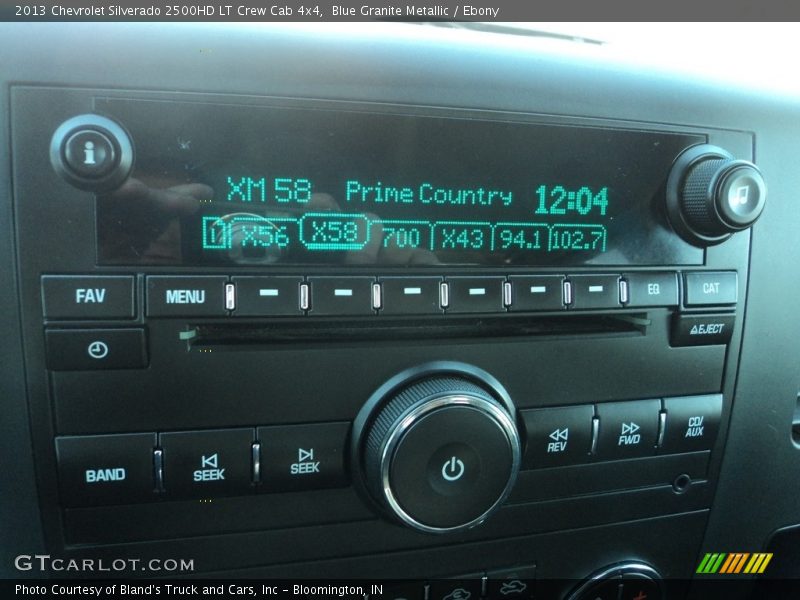 2013 Chevrolet Silverado 2500HD LT Crew Cab 4x4,  Blue Granite Metallic / Ebony
i
XM 58 Prime Country 12:04
1 X56 X58 700 X43 94.1 102.7
FAV MENU EQ CAT
EJECT
BAND SEEK SEEK REV FWD CD/AUX
GTCARLOT.COM
Photo Courtesy of Bland's Truck and Cars, Inc - Bloomington, IN